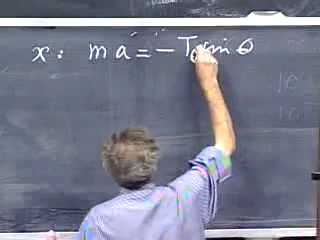 x: ma = -T sin θ